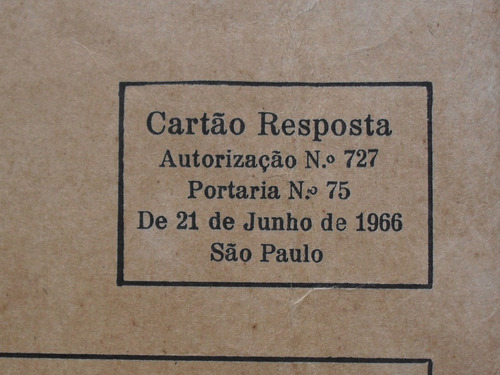 Cartão Resposta
Autorização N.º 727
Portaria N.º 75
De 21 de Junho de 1966
São Paulo